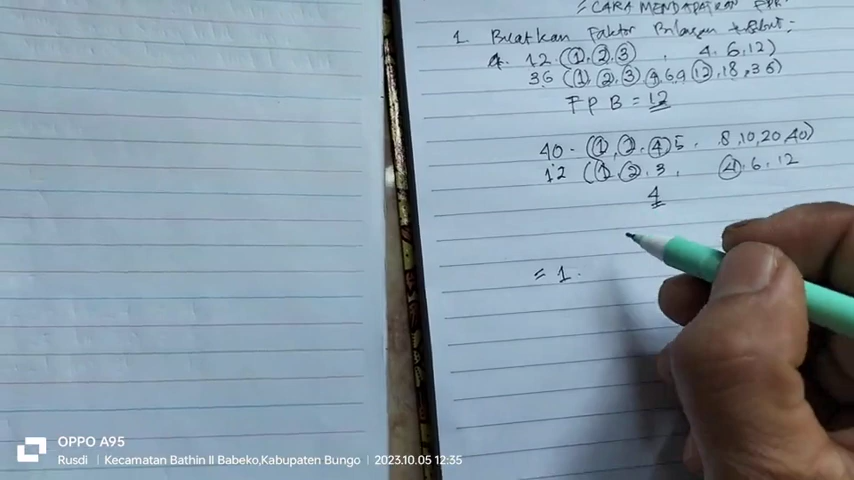 = CARA MENDAPATKAN FPB.
1. Buatkan Faktor Bilangan tsbut:
a. 12 (1, 2, 3, 4, 6, 12)
36 (1, 2, 3, 4, 6, 9, 12, 18, 36)
FPB = 12
40 - (1, 2, 4, 5, 8, 10, 20, 40)
12 (1, 2, 3, 4, 6, 12
4
= 1.
OPPO A95
Rusdi | Kecamatan Bathin II Babeko,Kabupaten Bungo | 2023.10.05 12:35